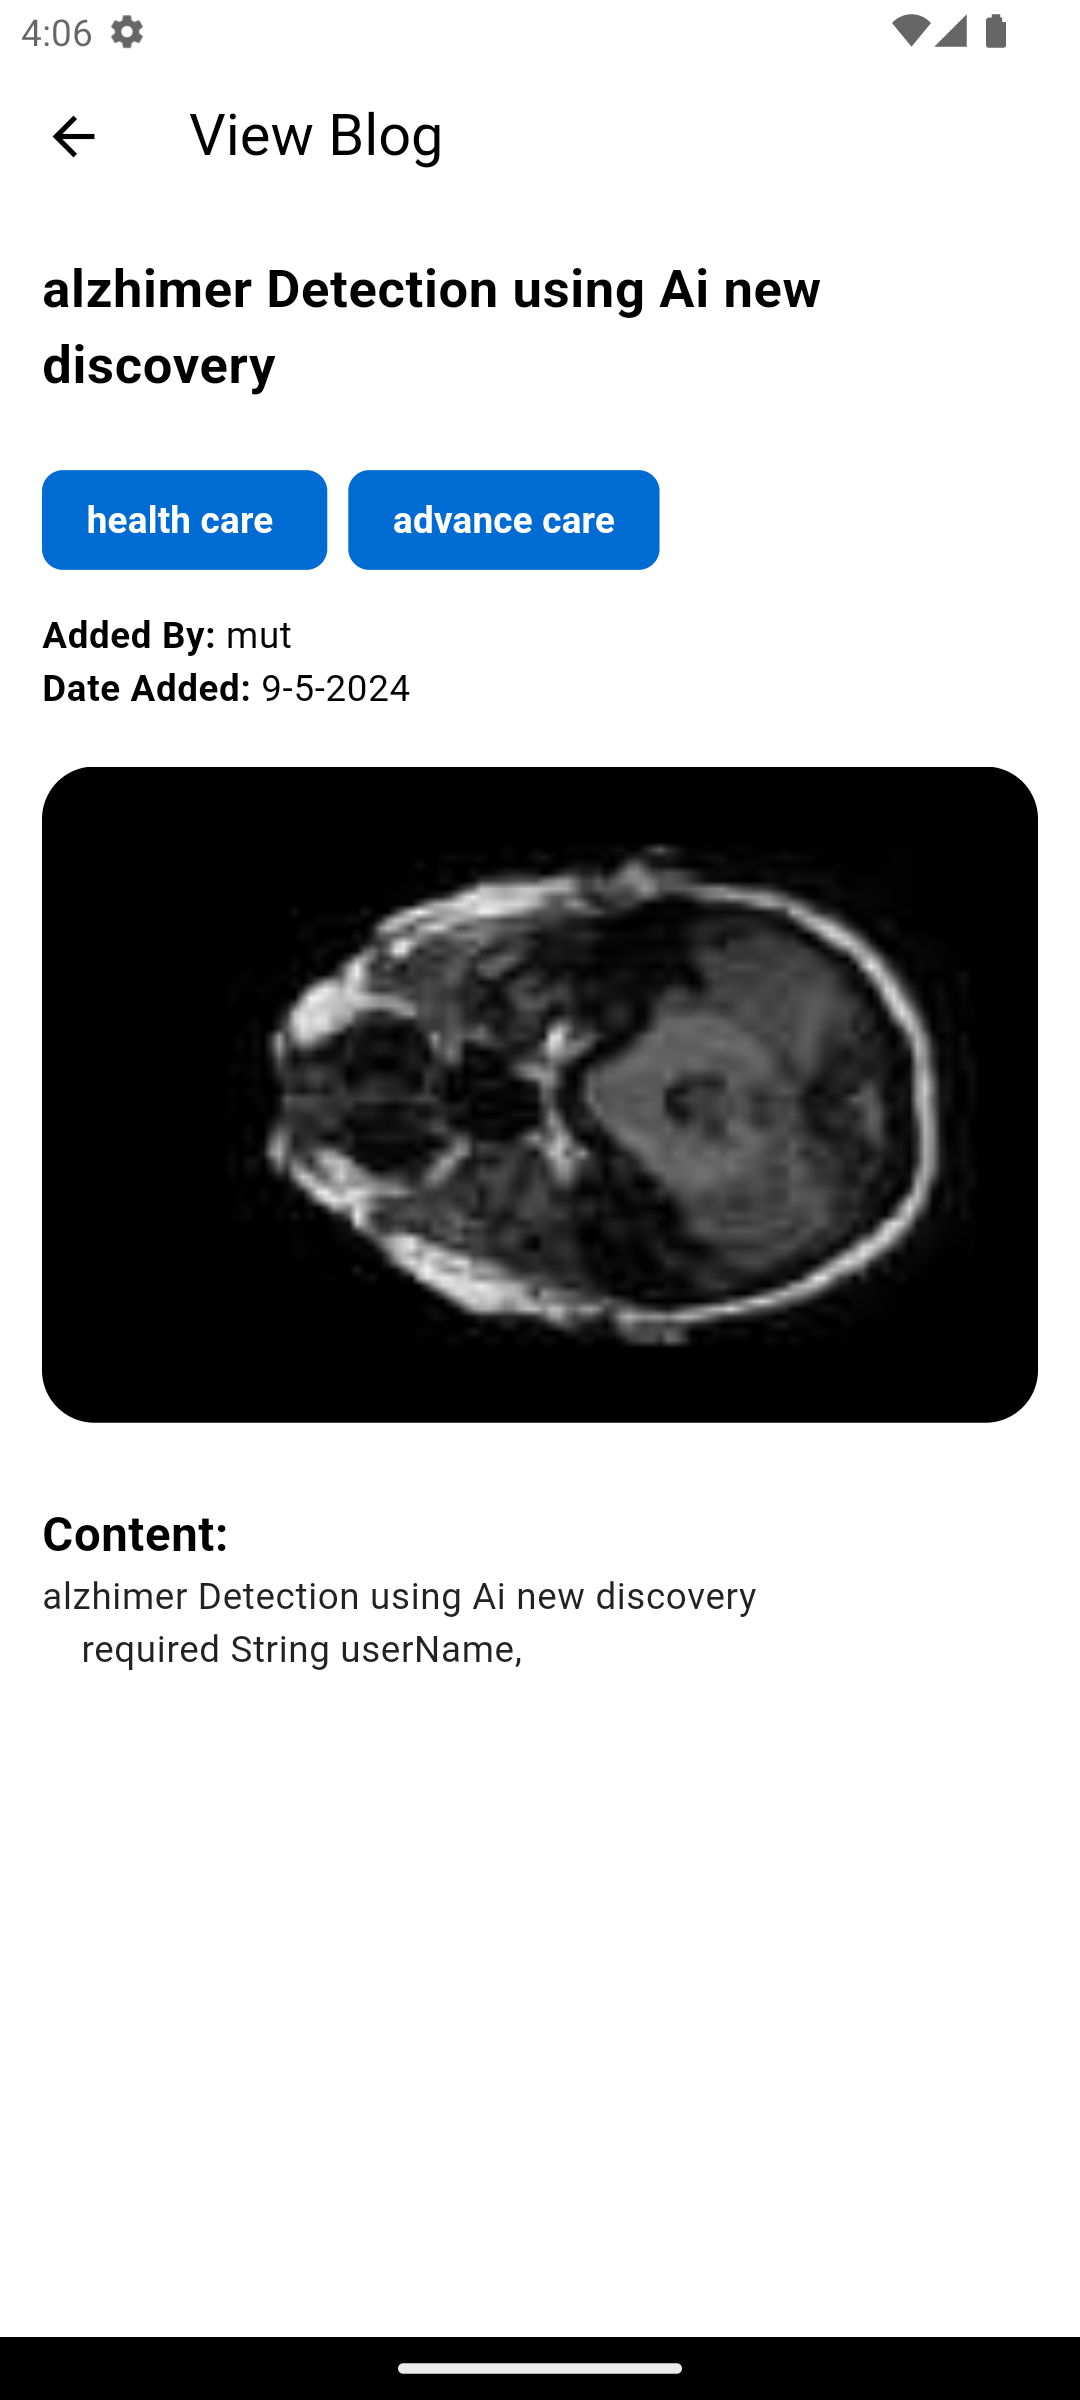 4:06
View Blog
alzhimer Detection using Ai new
discovery
health care advance care
Added By: mut
Date Added: 9-5-2024
Content:
alzhimer Detection using Ai new discovery
required String userName,